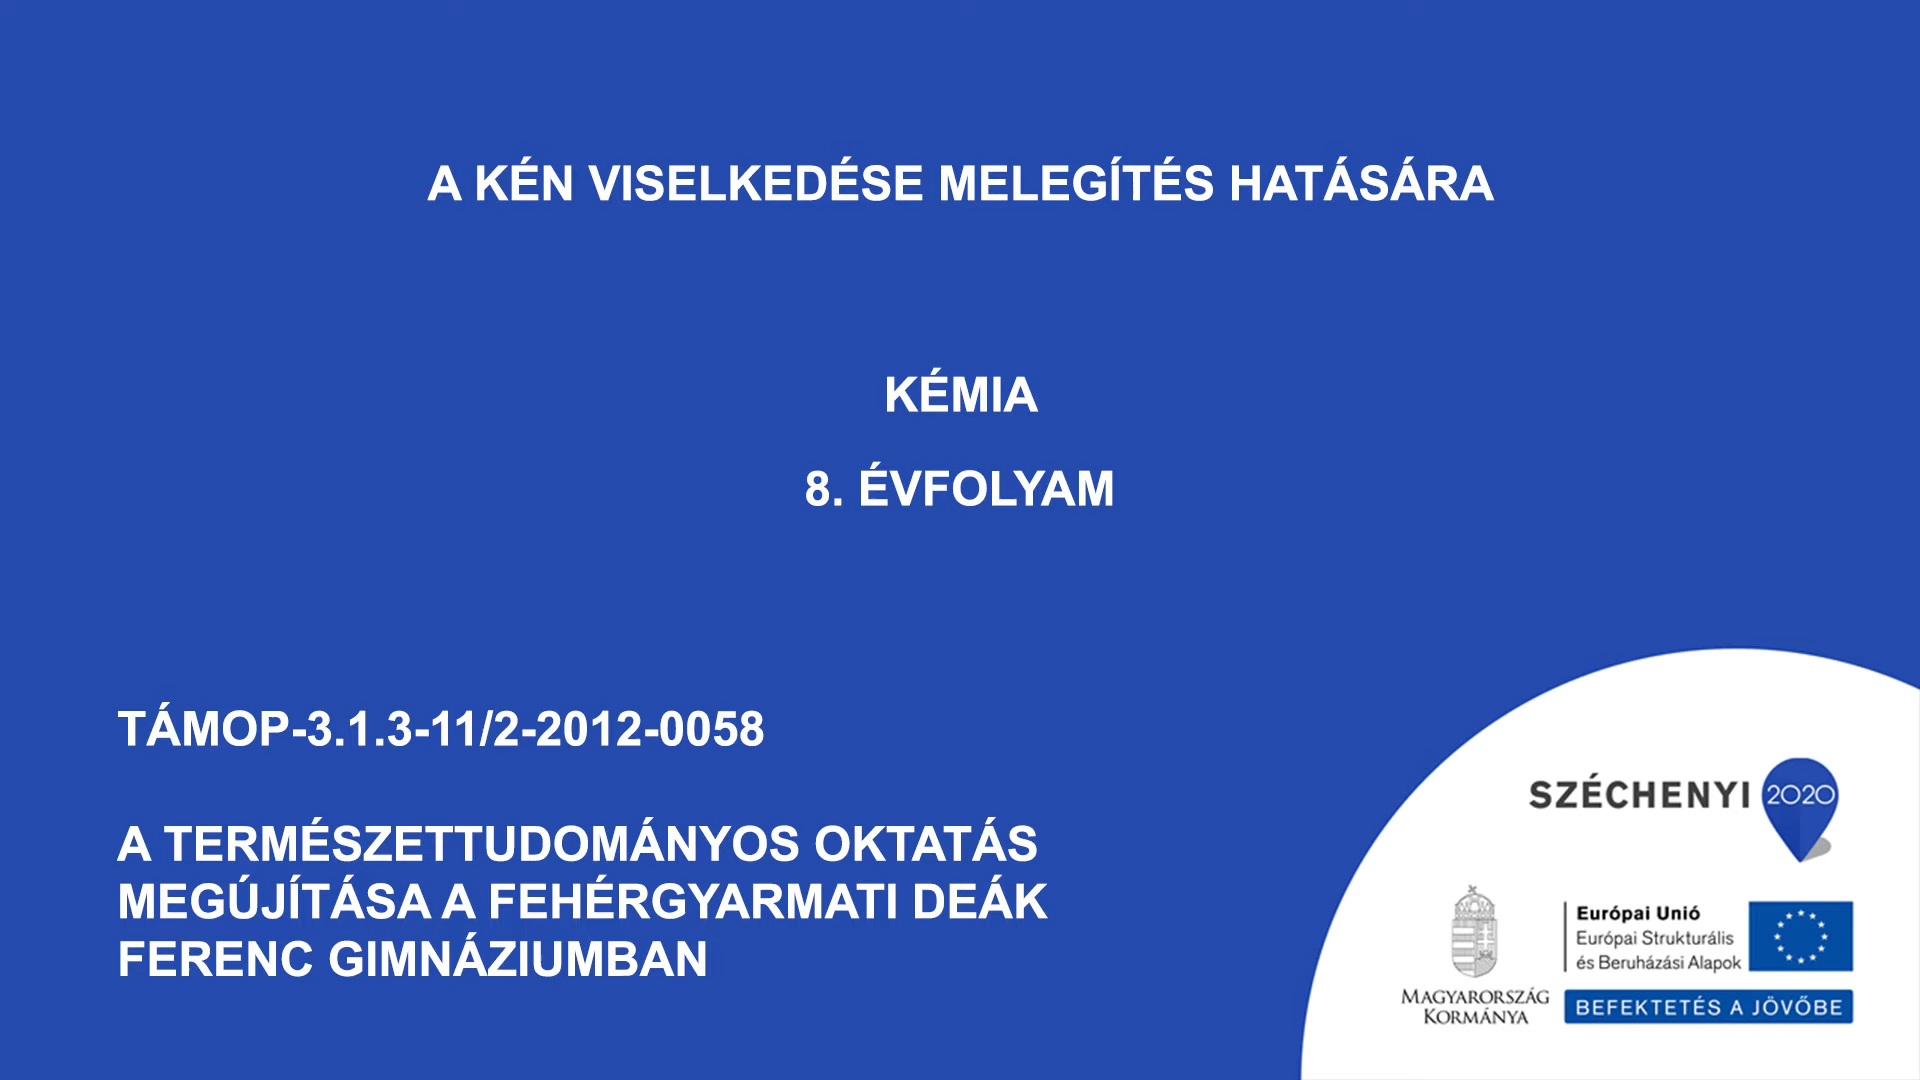 A KÉN VISELKEDÉSE MELEGÍTÉS HATÁSÁRA
KÉMIA
8. ÉVFOLYAM
TÁMOP-3.1.3-11/2-2012-0058
A TERMÉSZETTUDOMÁNYOS OKTATÁS
MEGÚJÍTÁSA A FEHÉRGYARMATI DEÁK
FERENC GIMNÁZIUMBAN
SZÉCHENYI 2020
MAGYARORSZÁG
KORMÁNYA
Európai Unió
Európai Strukturális
és Beruházási Alapok
BEFEKTETÉS A JÖVŐBE